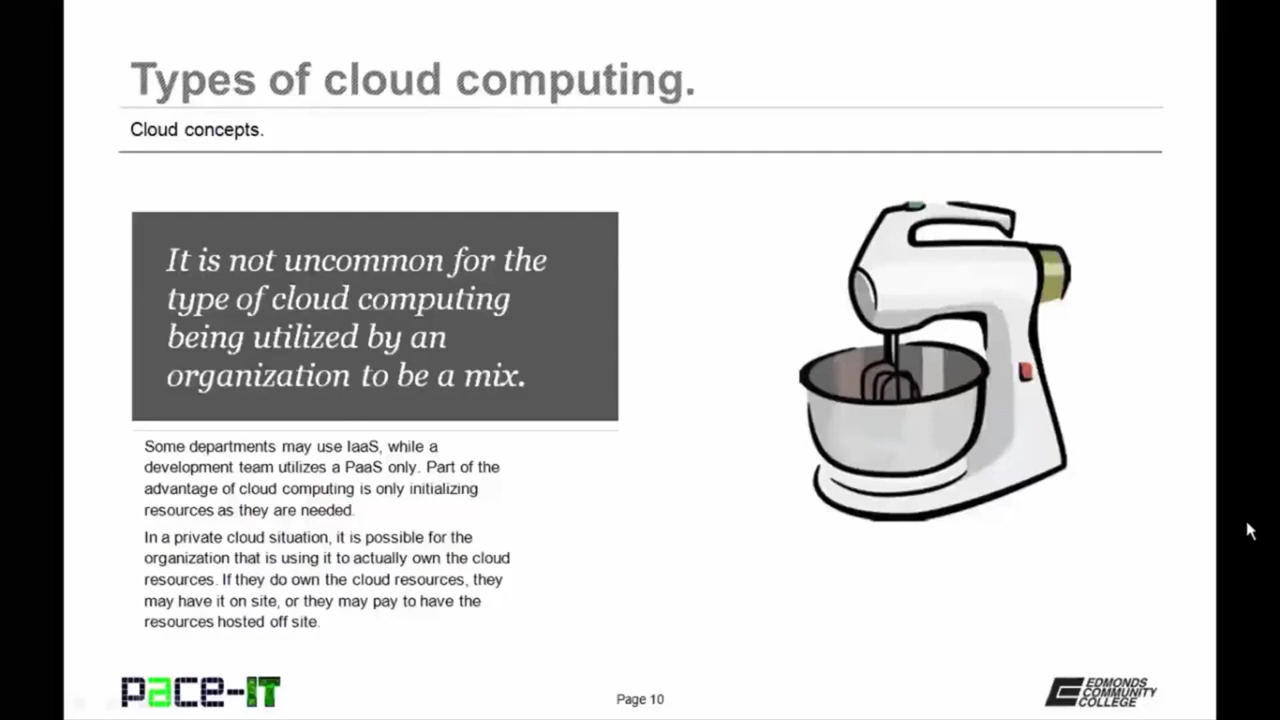 Types of cloud computing.
Cloud concepts.
It is not uncommon for the
type of cloud computing
being utilized by an
organization to be a mix.
Some departments may use IaaS, while a
development team utilizes a PaaS only. Part of the
advantage of cloud computing is only initializing
resources as they are needed.
In a private cloud situation, it is possible for the
organization that is using it to actually own the cloud
resources. If they do own the cloud resources, they
may have it on site, or they may pay to have the
resources hosted off site.
pace-IT
Page 10
EDMONDS
COMMUNITY
COLLEGE